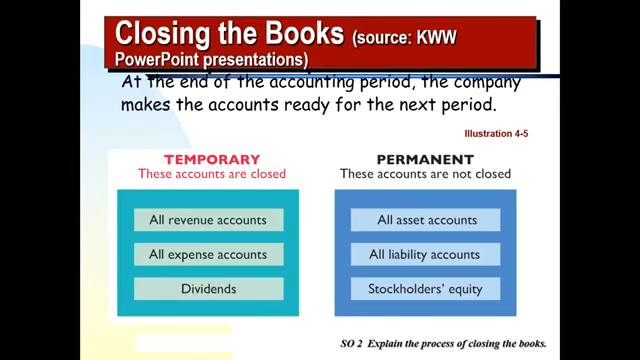 Closing the Books (source: KWW
PowerPoint presentations)
At the end of the accounting period, the company
makes the accounts ready for the next period.
Illustration 4-5
TEMPORARY
These accounts are closed
All revenue accounts
All expense accounts
Dividends
PERMANENT
These accounts are not closed
All asset accounts
All liability accounts
Stockholders' equity
SO 2 Explain the process of closing the books.